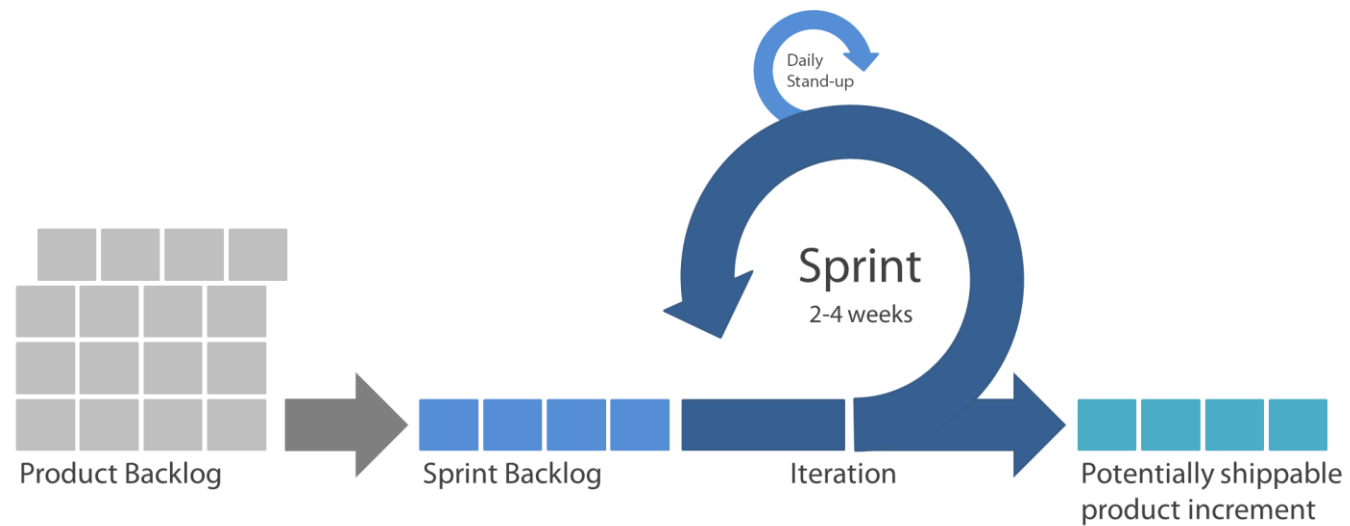 Daily
Stand-up
Sprint
2-4 weeks
Product Backlog
Sprint Backlog
Iteration
Potentially shippable
product increment